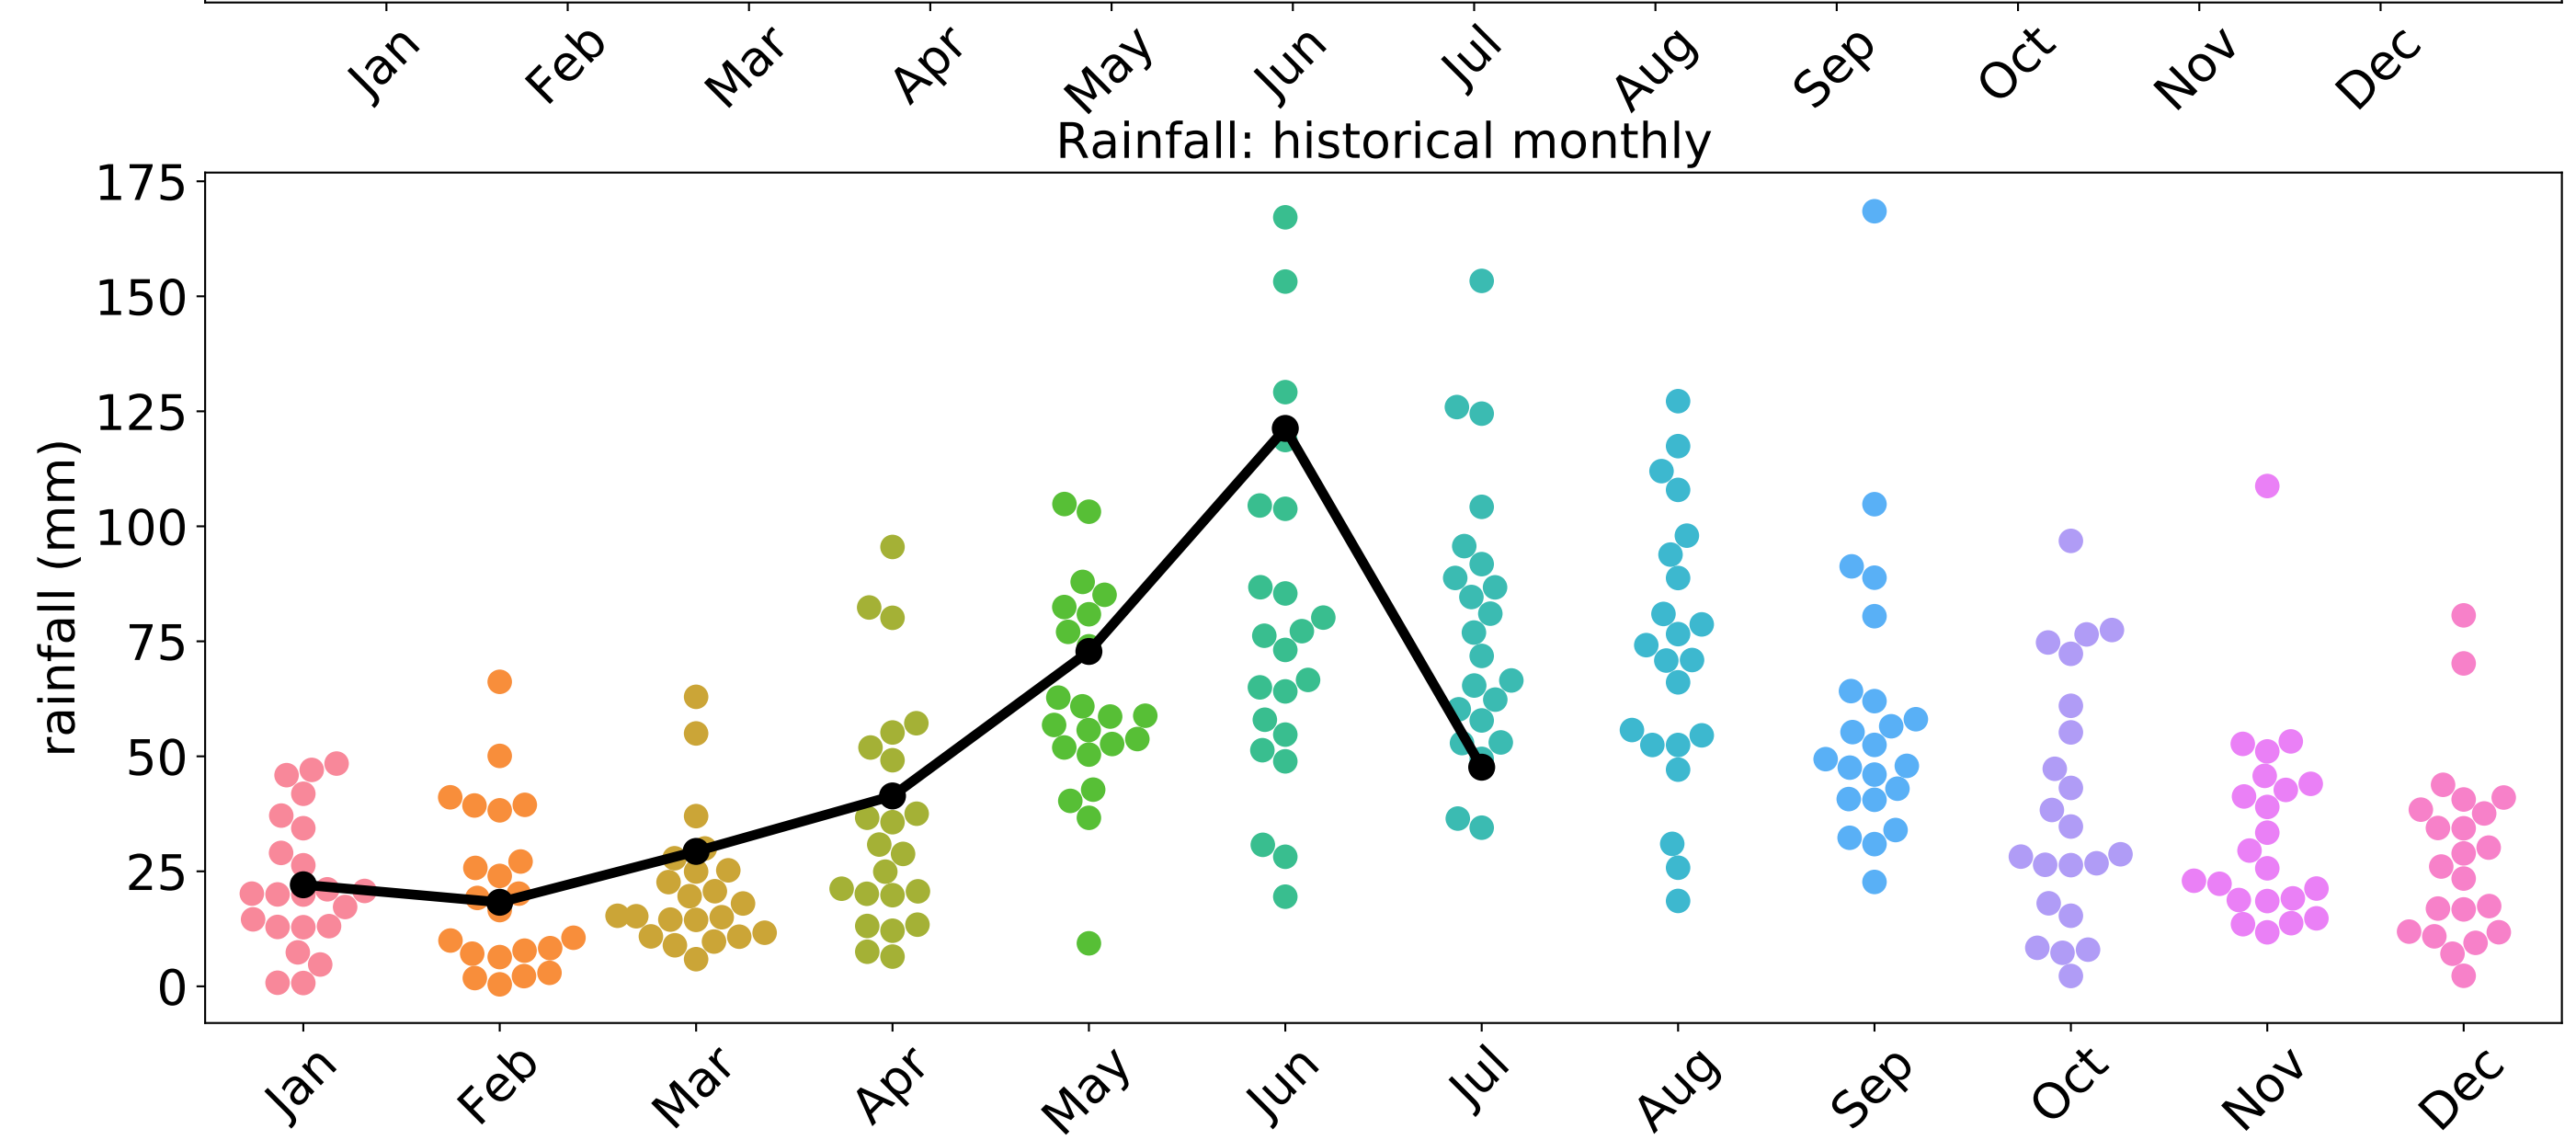 Jan Feb Mar Apr May Jun Jul Aug Sep Oct Nov Dec
Rainfall: historical monthly
175
150
125
100
75
50
25
0
rainfall (mm)
Jan Feb Mar Apr May Jun Jul Aug Sep Oct Nov Dec